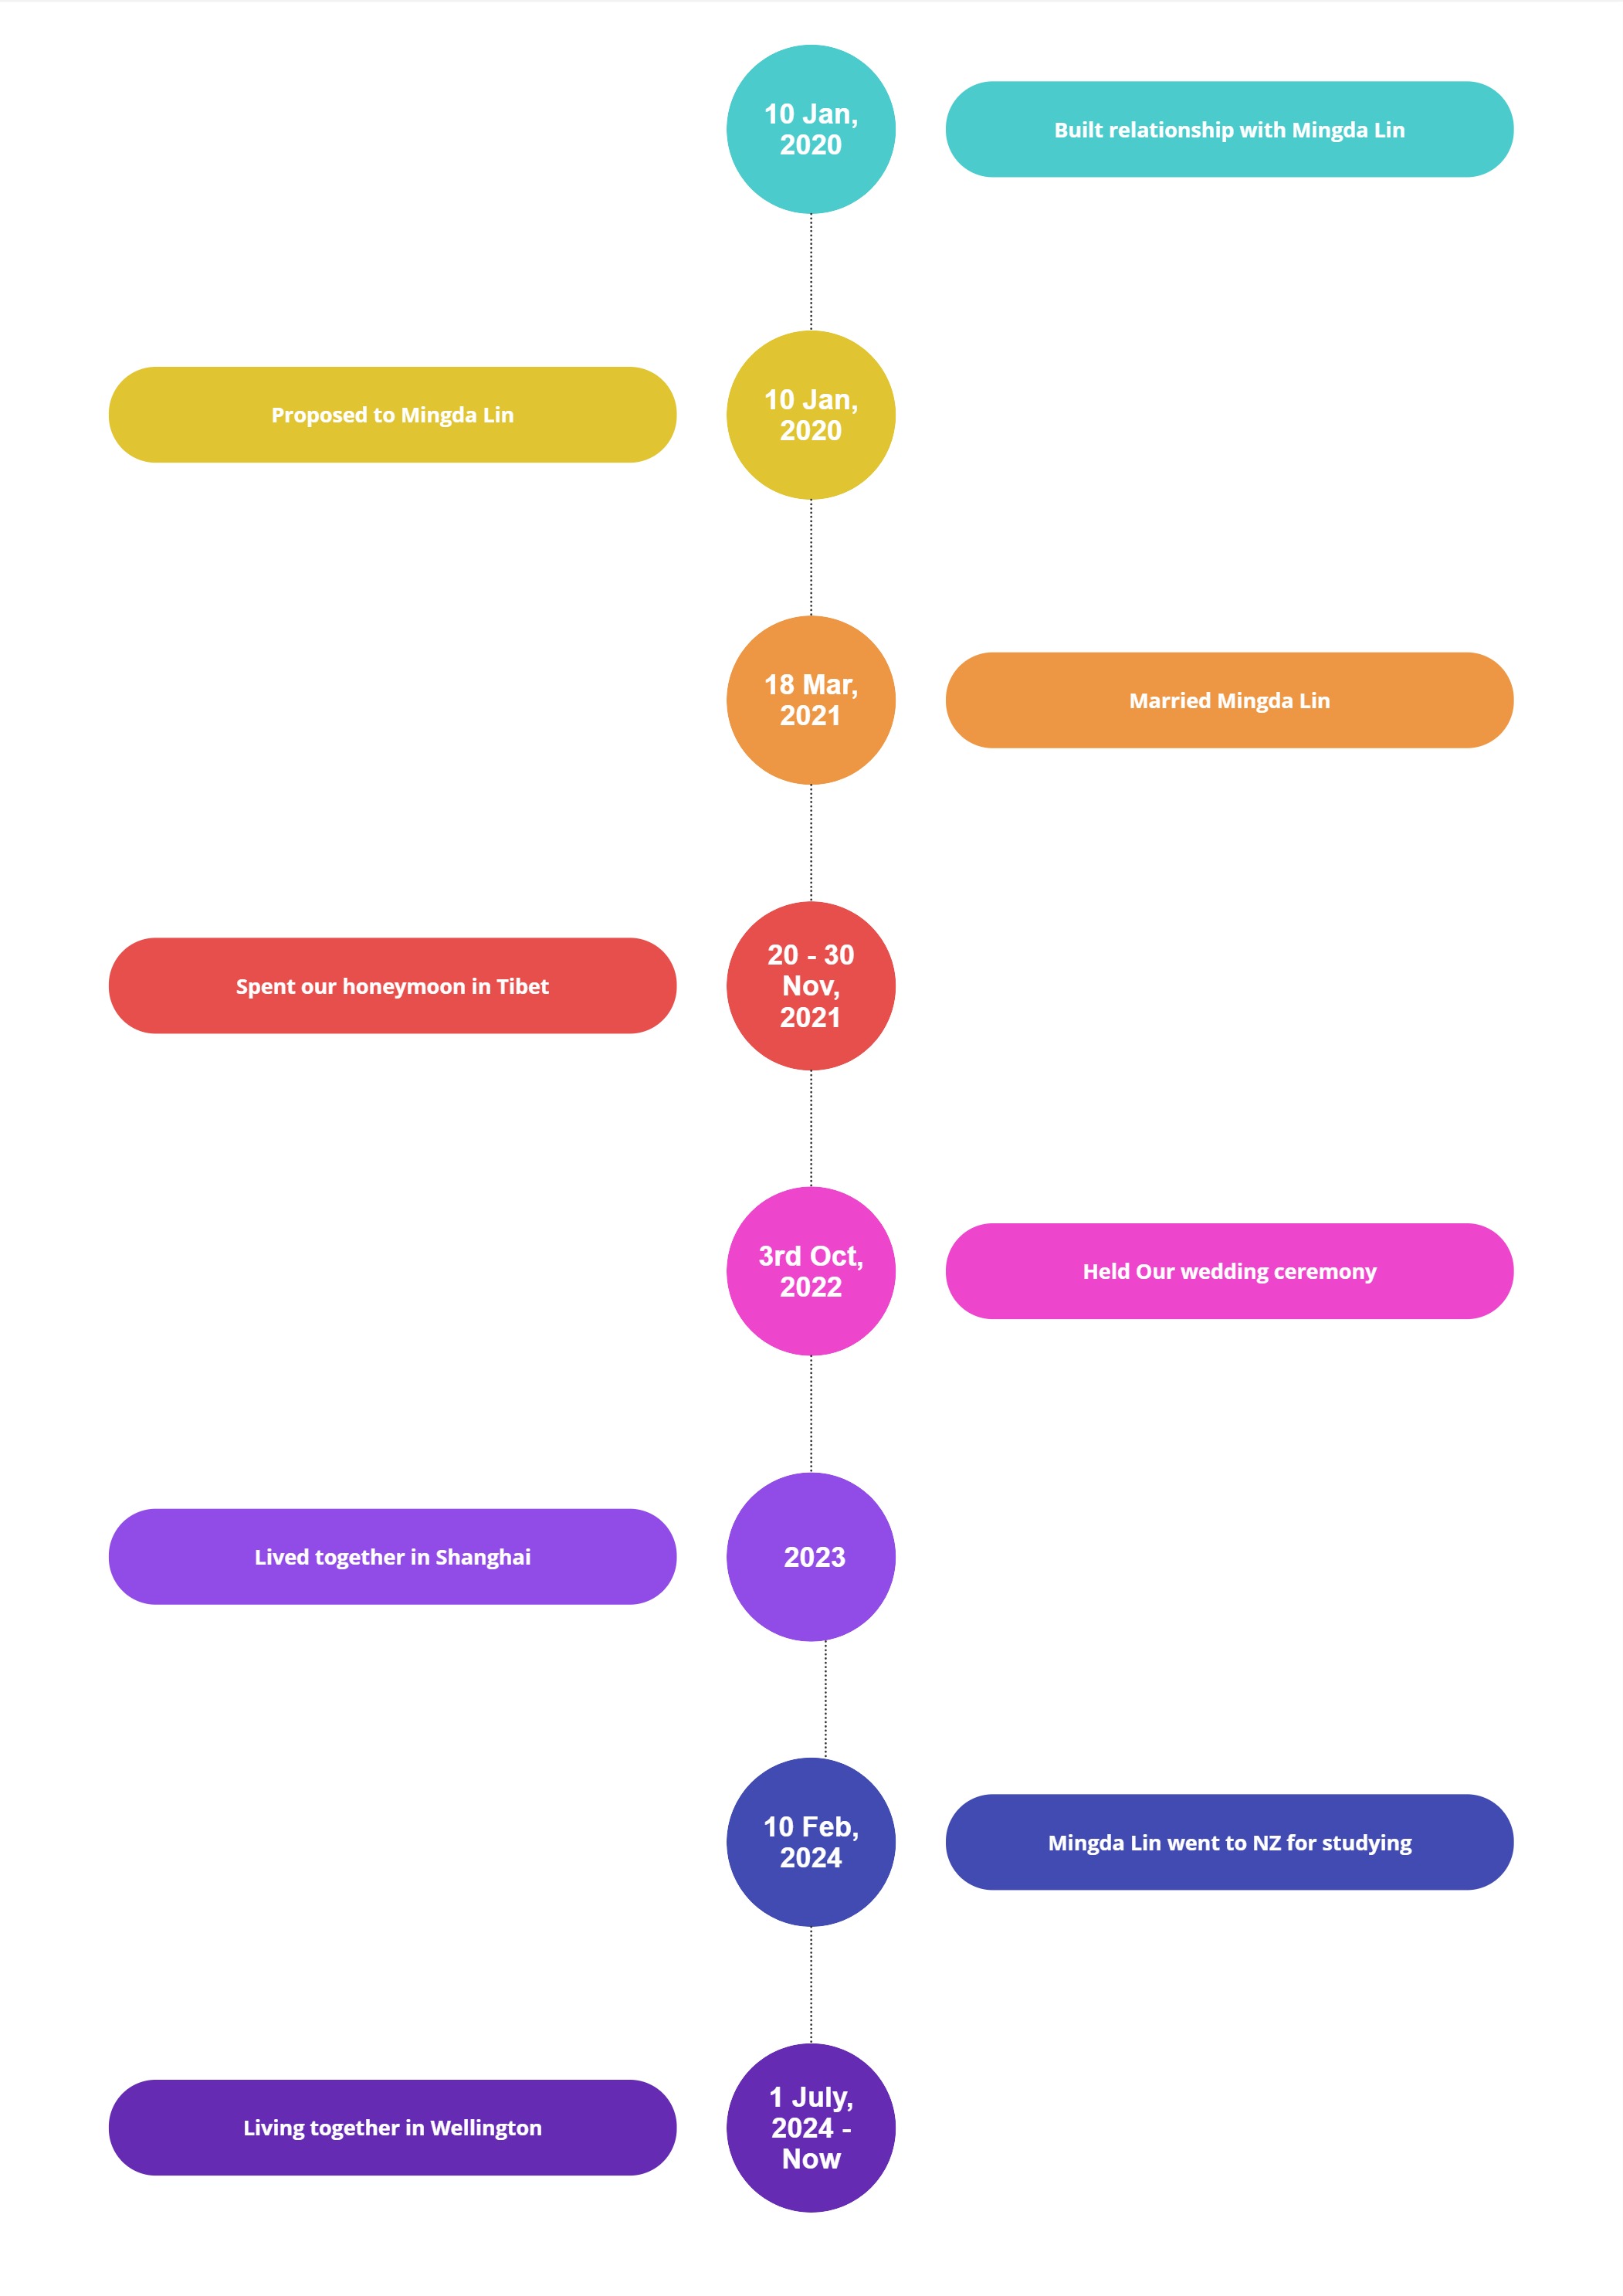 10 Jan,
2020
Built relationship with Mingda Lin
Proposed to Mingda Lin
10 Jan,
2020
18 Mar,
2021
Married Mingda Lin
Spent our honeymoon in Tibet
20 - 30
Nov,
2021
3rd Oct,
2022
Held Our wedding ceremony
Lived together in Shanghai
2023
10 Feb,
2024
Mingda Lin went to NZ for studying
Living together in Wellington
1 July,
2024 -
Now